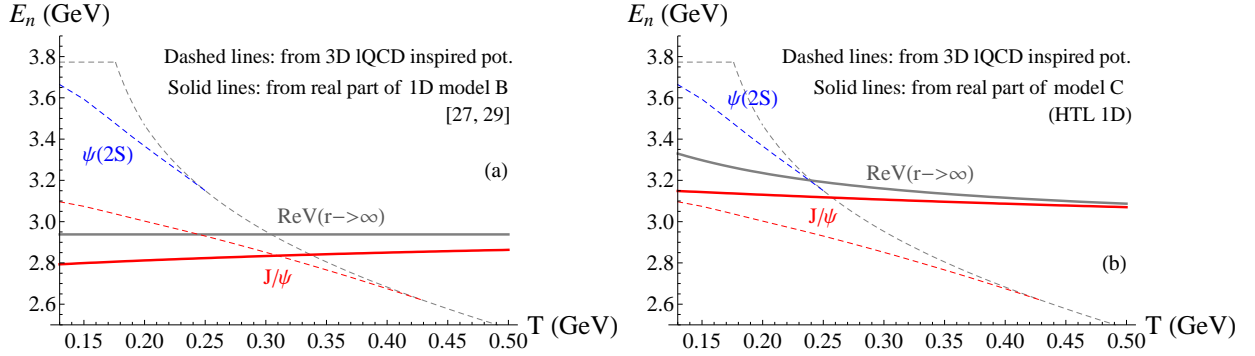 E_n (GeV)
3.8
3.6
3.4
3.2
3.0
2.8
2.6
Dashed lines: from 3D lQCD inspired pot.
Solid lines: from real part of 1D model B
[27, 29]
ψ(2S)
(a)
ReV(r->∞)
J/ψ
0.15 0.20 0.25 0.30 0.35 0.40 0.45 0.50
T (GeV)
E_n (GeV)
3.8
3.6
3.4
3.2
3.0
2.8
2.6
Dashed lines: from 3D lQCD inspired pot.
Solid lines: from real part of model C
(HTL 1D)
ψ(2S)
ReV(r->∞)
J/ψ
(b)
0.15 0.20 0.25 0.30 0.35 0.40 0.45 0.50
T (GeV)